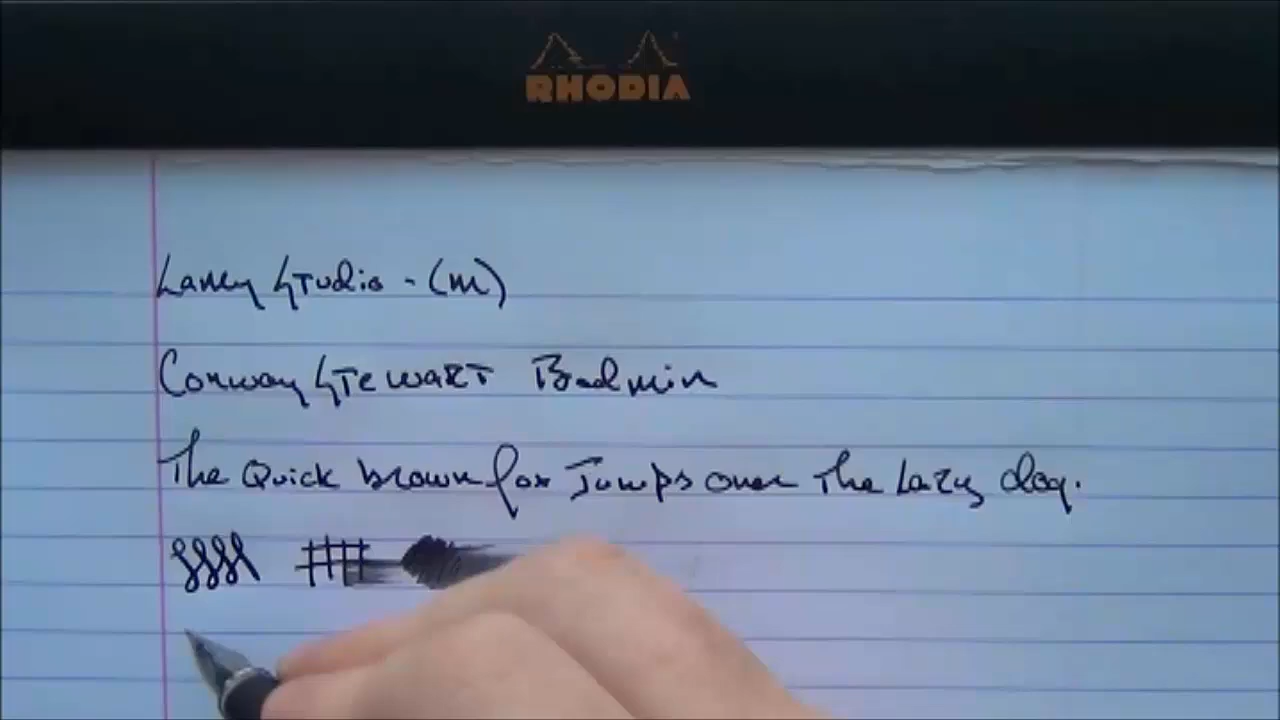 RHODIA
Lamy Studio - (M)
Conway Stewart Bodmin
The Quick brown fox Jumps over The Lazy dog.